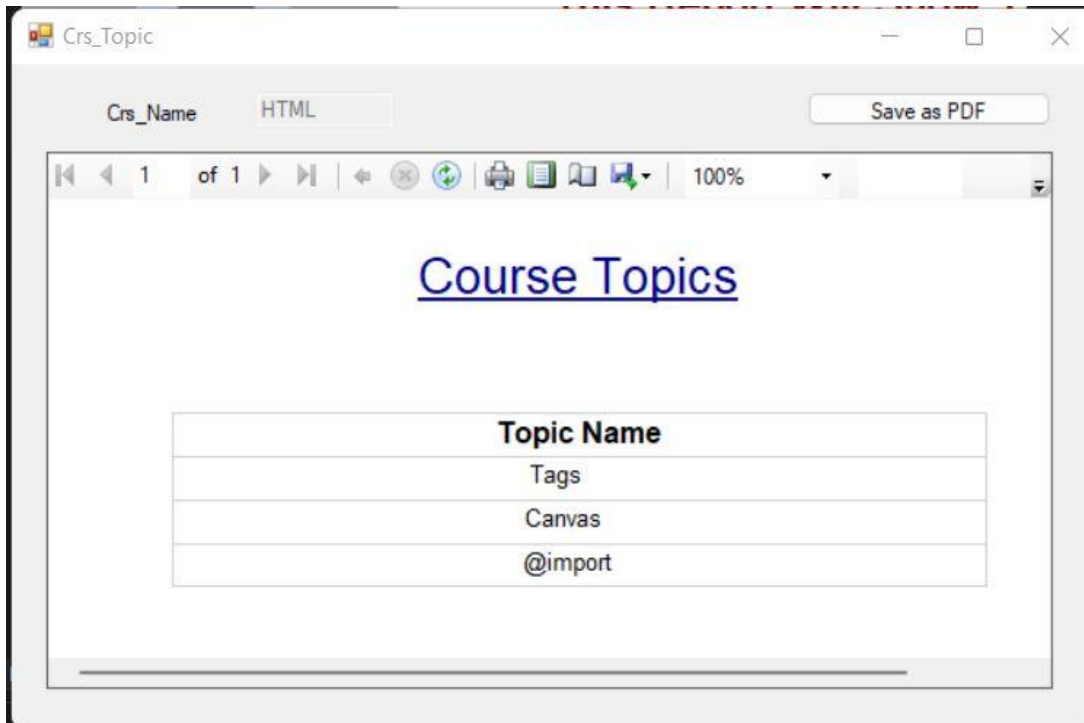 Crs_Topic
Crs_Name HTML Save as PDF
1 of 1 100%
Course Topics
Topic Name
Tags
Canvas
@import